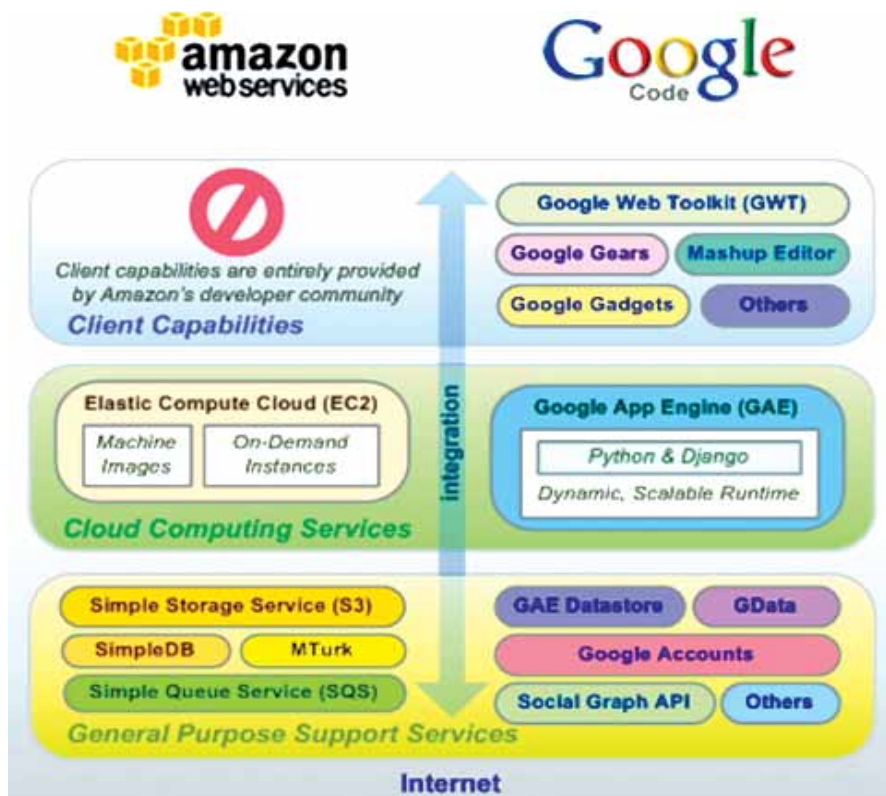 amazon
webservices
Google
Code
Client capabilities are entirely provided
by Amazon's developer community
Client Capabilities
Google Web Toolkit (GWT)
Google Gears
Mashup Editor
Google Gadgets
Others
integration
Elastic Compute Cloud (EC2)
Machine
Images
On-Demand
Instances
Cloud Computing Services
Google App Engine (GAE)
Python & Django
Dynamic, Scalable Runtime
Simple Storage Service (S3)
SimpleDB
MTurk
Simple Queue Service (SQS)
General Purpose Support Services
GAE Datastore
GData
Google Accounts
Social Graph API
Others
Internet